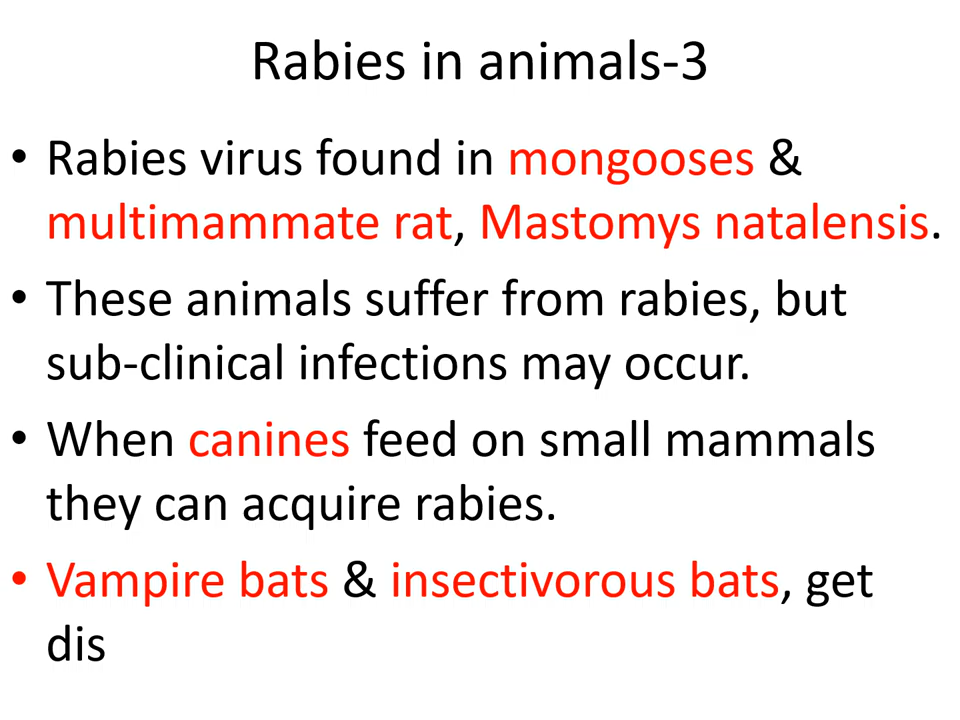 Rabies in animals-3
• Rabies virus found in mongooses &
multimammate rat, Mastomys natalensis.
• These animals suffer from rabies, but
sub-clinical infections may occur.
• When canines feed on small mammals
they can acquire rabies.
• Vampire bats & insectivorous bats, get
dis